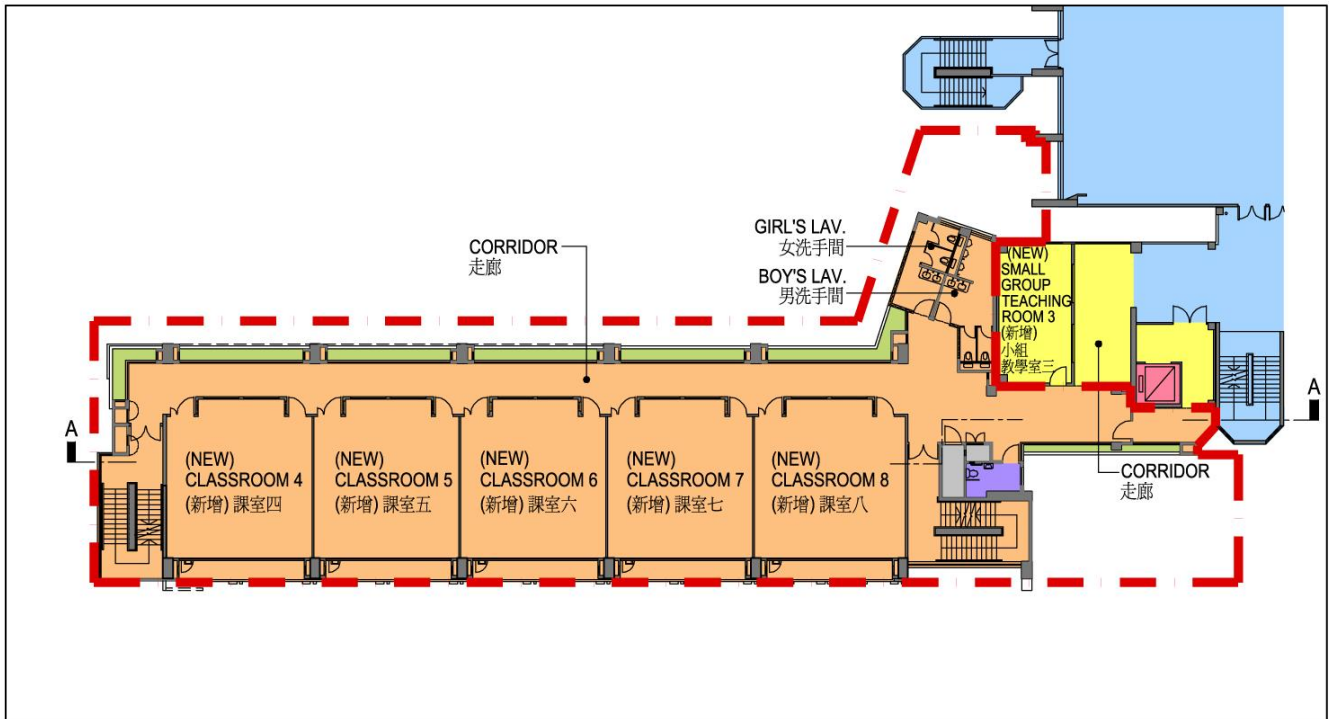 GIRL'S LAV.
女洗手間
BOY'S LAV.
男洗手間
CORRIDOR
走廊
(NEW)
SMALL
GROUP
TEACHING
ROOM 3
(新增)
小組
教學室三
A
A
(NEW)
CLASSROOM 4
(新增) 課室四
(NEW)
CLASSROOM 5
(新增) 課室五
(NEW)
CLASSROOM 6
(新增) 課室六
(NEW)
CLASSROOM 7
(新增) 課室七
(NEW)
CLASSROOM 8
(新增) 課室八
CORRIDOR
走廊